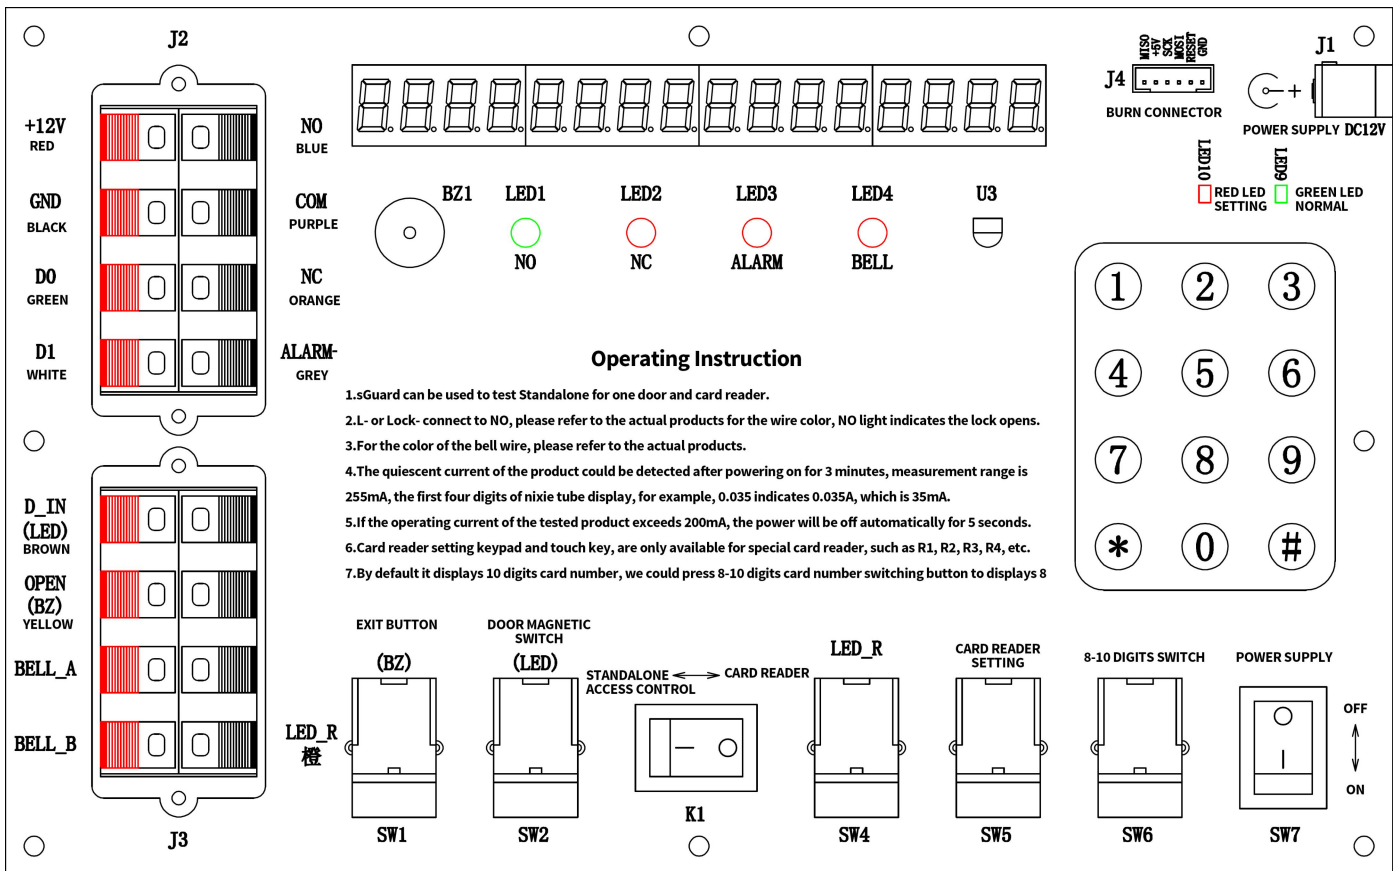 J2
+12V
RED
GND
BLACK
D0
GREEN
D1
WHITE
NO
BLUE
COM
PURPLE
NC
ORANGE
ALARM-
GREY
BZ1
LED1
NO
LED2
NC
LED3
ALARM
LED4
BELL
U3
MISO
+5V
SCK
MOSI
RESET
GND
J4
BURN CONNECTOR
J1
+
POWER SUPPLY DC12V
LED10
RED LED
SETTING
LED9
GREEN LED
NORMAL
1
2
3
4
5
6
7
8
9
*
0
#
Operating Instruction
1.sGuard can be used to test Standalone for one door and card reader.
2.L- or Lock- connect to NO, please refer to the actual products for the wire color, NO light indicates the lock opens.
3.For the color of the bell wire, please refer to the actual products.
4.The quiescent current of the product could be detected after powering on for 3 minutes, measurement range is
255mA, the first four digits of nixie tube display, for example, 0.035 indicates 0.035A, which is 35mA.
5.If the operating current of the tested product exceeds 200mA, the power will be off automatically for 5 seconds.
6.Card reader setting keypad and touch key, are only available for special card reader, such as R1, R2, R3, R4, etc.
7.By default it displays 10 digits card number, we could press 8-10 digits card number switching button to displays 8
D_IN
(LED)
BROWN
OPEN
(BZ)
YELLOW
BELL_A
BELL_B
J3
LED_R
橙
EXIT BUTTON
(BZ)
SW1
DOOR MAGNETIC
SWITCH
(LED)
SW2
STANDALONE
ACCESS CONTROL
CARD READER
K1
LED_R
SW4
CARD READER
SETTING
SW5
8-10 DIGITS SWITCH
SW6
POWER SUPPLY
OFF
ON
SW7